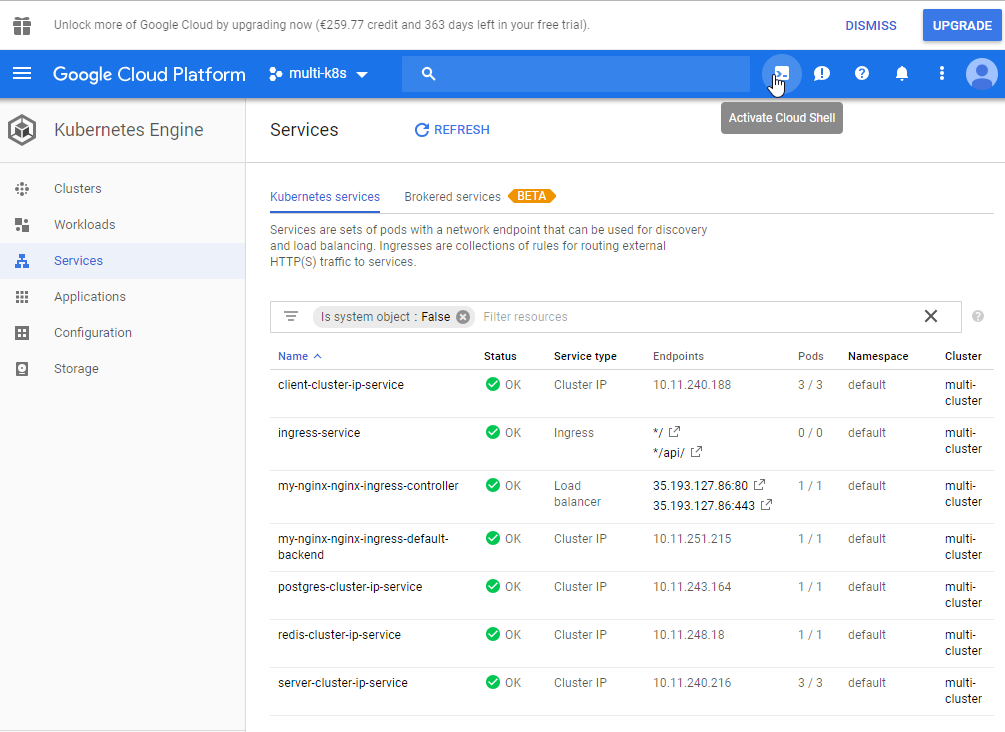 Unlock more of Google Cloud by upgrading now (€259.77 credit and 363 days left in your free trial).
DISMISS
UPGRADE
Google Cloud Platform
multi-k8s
Activate Cloud Shell
Kubernetes Engine
Services
REFRESH
Clusters
Workloads
Services
Applications
Configuration
Storage
Kubernetes services
Brokered services BETA
Services are sets of pods with a network endpoint that can be used for discovery
and load balancing. Ingresses are collections of rules for routing external
HTTP(S) traffic to services.
Is system object : False Filter resources
Name Status Service type Endpoints Pods Namespace Cluster
client-cluster-ip-service OK Cluster IP 10.11.240.188 3 / 3 default multi-
cluster
ingress-service OK Ingress */ 0 / 0 default multi-
*/api/ cluster
my-nginx-nginx-ingress-controller OK Load 35.193.127.86:80 1 / 1 default multi-
balancer 35.193.127.86:443 cluster
my-nginx-nginx-ingress-default- OK Cluster IP 10.11.251.215 1 / 1 default multi-
backend cluster
postgres-cluster-ip-service OK Cluster IP 10.11.243.164 1 / 1 default multi-
cluster
redis-cluster-ip-service OK Cluster IP 10.11.248.18 1 / 1 default multi-
cluster
server-cluster-ip-service OK Cluster IP 10.11.240.216 3 / 3 default multi-
cluster